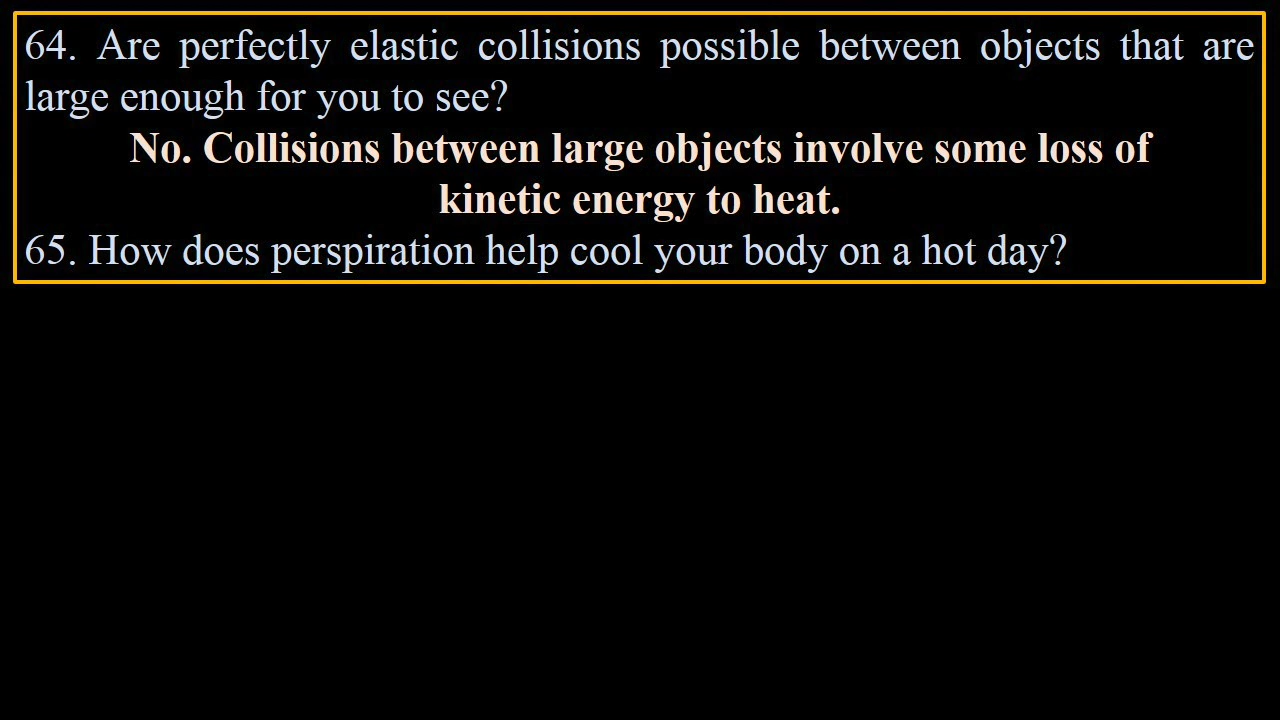 64. Are perfectly elastic collisions possible between objects that are
large enough for you to see?
No. Collisions between large objects involve some loss of
kinetic energy to heat.
65. How does perspiration help cool your body on a hot day?